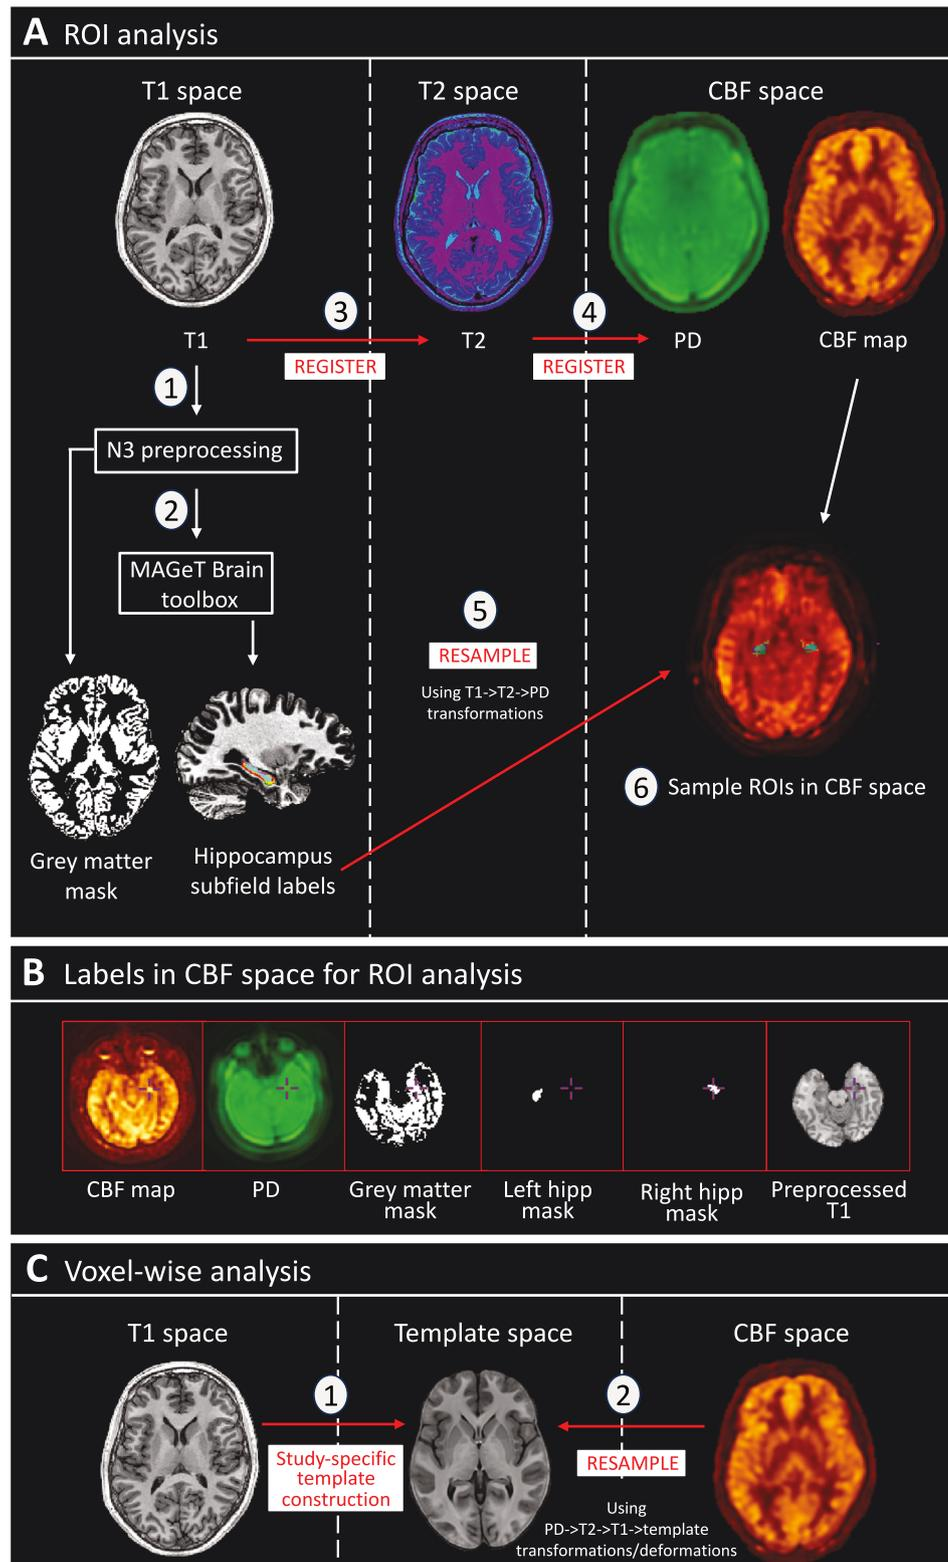 A ROI analysis
T1 space
T2 space
CBF space
3
4
T1
T2
PD
CBF map
REGISTER
REGISTER
1
N3 preprocessing
2
MAGeT Brain
toolbox
5
RESAMPLE
Using T1->T2->PD
transformations
6 Sample ROIs in CBF space
Grey matter
mask
Hippocampus
subfield labels
B Labels in CBF space for ROI analysis
CBF map
PD
Grey matter
mask
Left hipp
mask
Right hipp
mask
Preprocessed
T1
C Voxel-wise analysis
T1 space
Template space
CBF space
1
2
Study-specific
template
construction
RESAMPLE
Using
PD->T2->T1->template
transformations/deformations